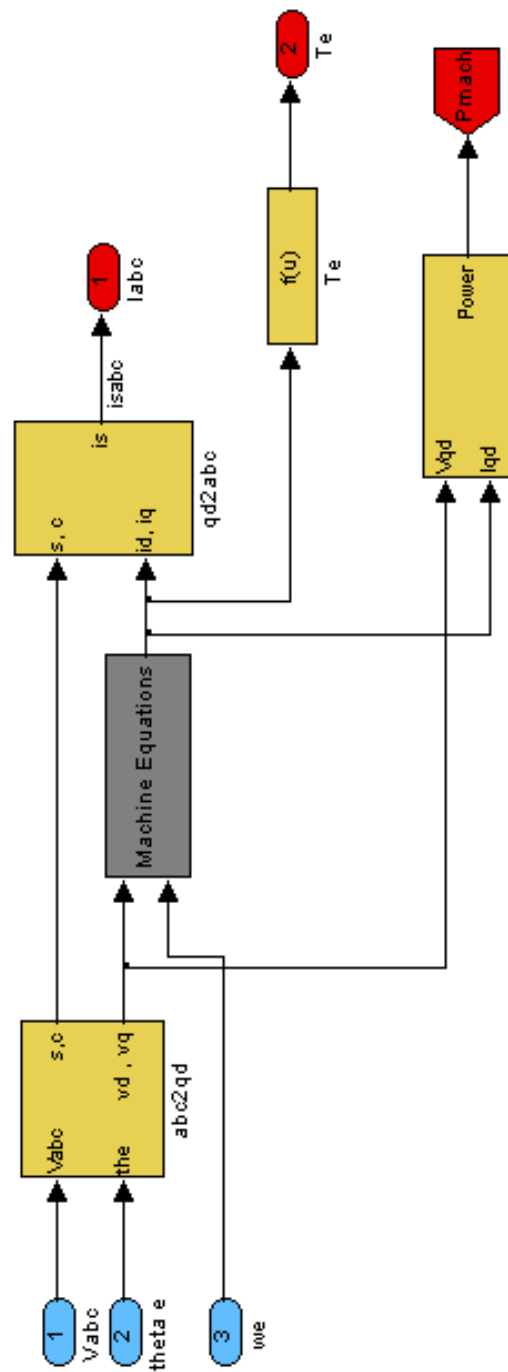 1
Vabc
2
theta e
3
we
Vabc
the
s,c
vd , vq
abc2qd
Machine Equations
s, c
id, iq
is
qd2abc
isabc
1
Iabc
f(u)
Te
2
Te
Vqd
Iqd
Power
Pmach